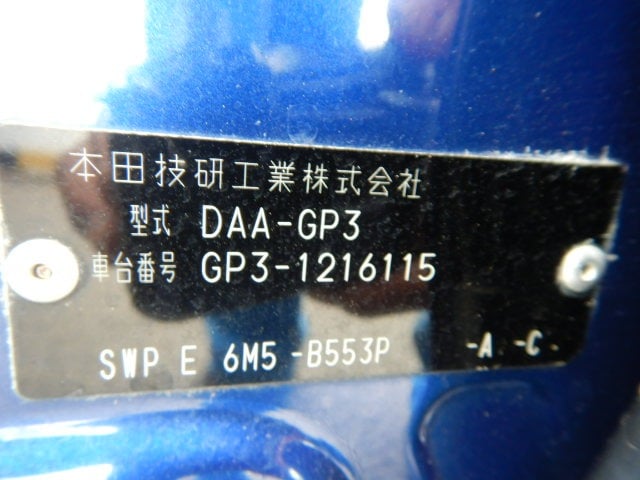 本田技研工業株式会社
型式 DAA-GP3
車台番号 GP3-1216115
SWP E 6M5 -B553P -A -C